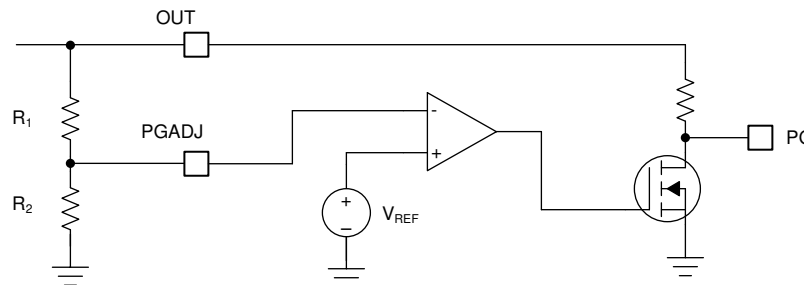 OUT
R1
PGADJ
-
+
PG
R2
+
−
VREF